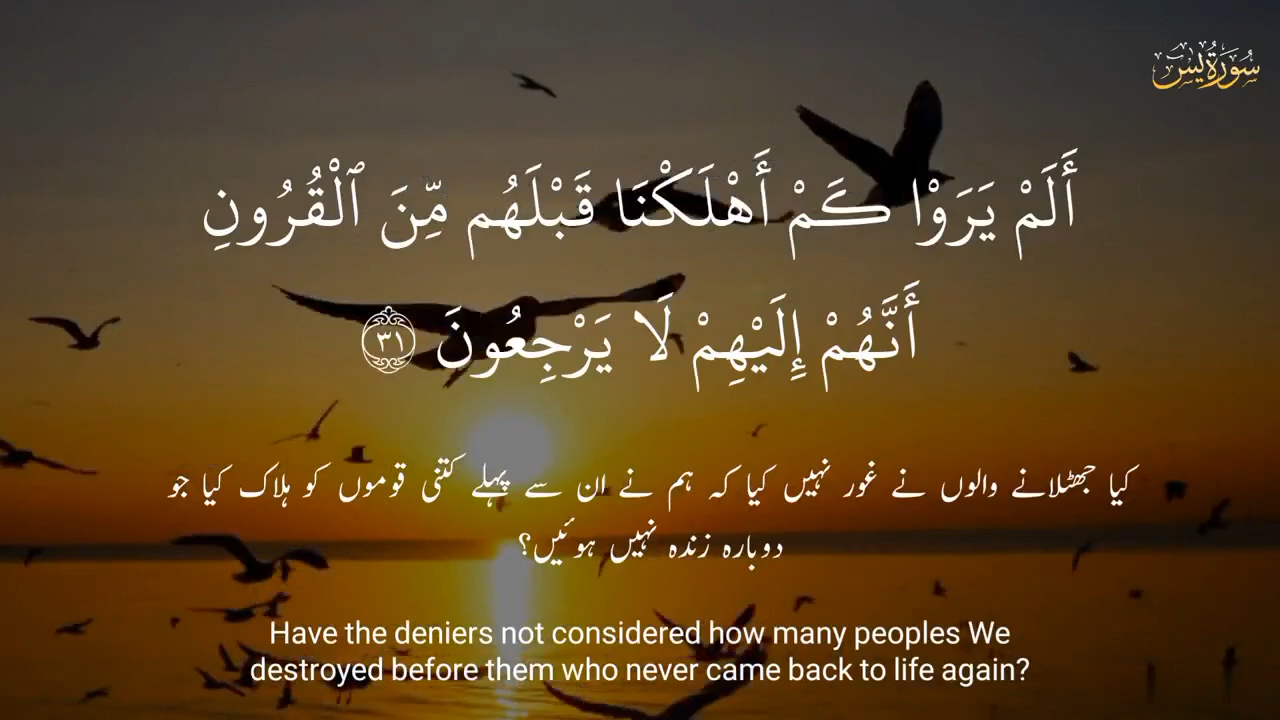 سُورَةُ يس
أَلَمْ يَرَوْا۟ كَمْ أَهْلَكْنَا قَبْلَهُم مِّنَ ٱلْقُرُونِ
أَنَّهُمْ إِلَيْهِمْ لَا يَرْجِعُونَ ٣١
کیا جھٹلانے والوں نے غور نہیں کیا کہ ہم نے ان سے پہلے کتنی قوموں کو ہلاک کیا جو
دوبارہ زندہ نہیں ہوئیں؟
Have the deniers not considered how many peoples We
destroyed before them who never came back to life again?